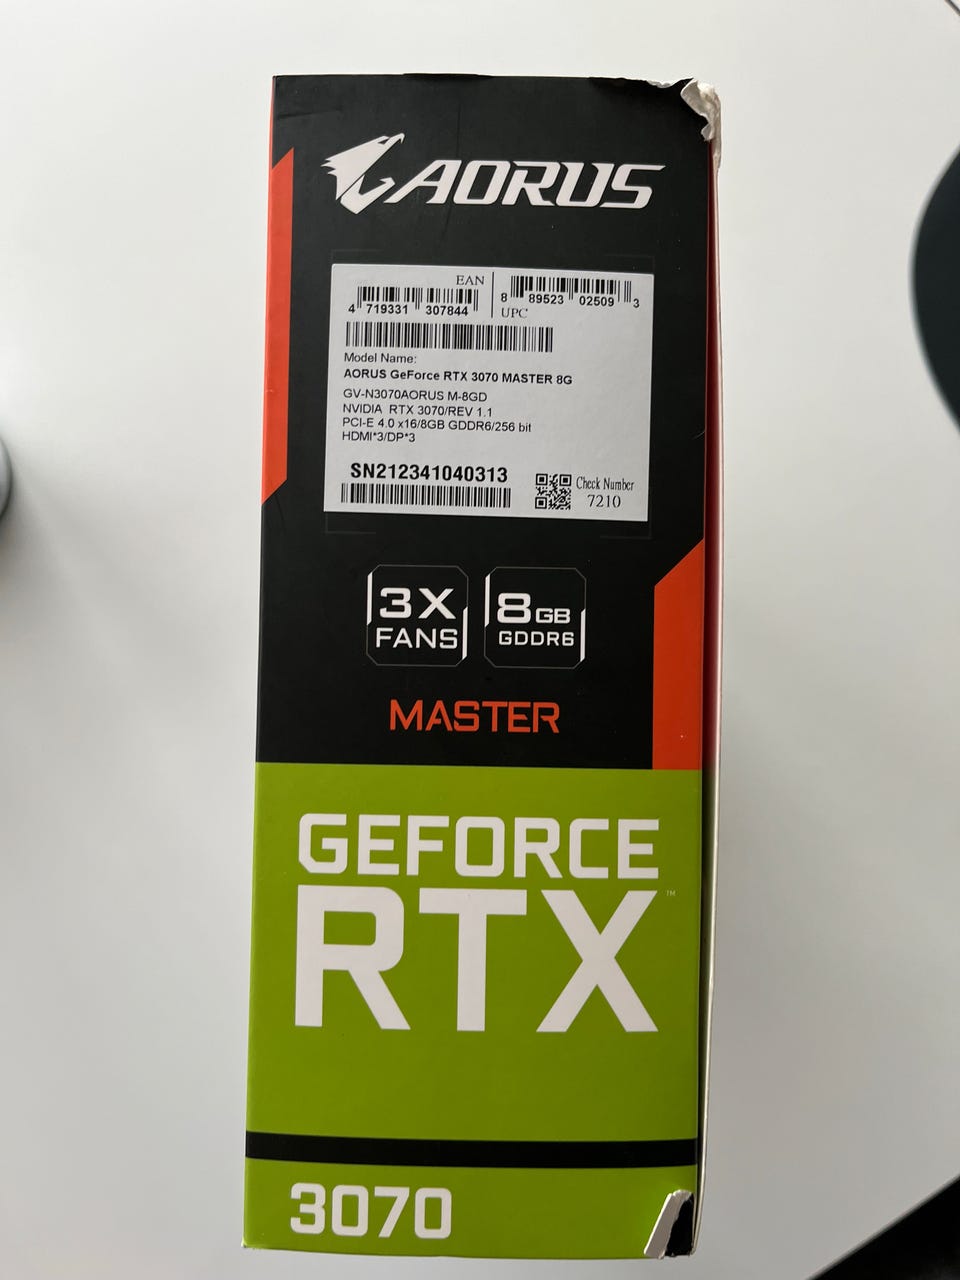 AORUS
EAN
4 719331 307844
8 89523 02509 3
UPC
Model Name:
AORUS GeForce RTX 3070 MASTER 8G
GV-N3070AORUS M-8GD
NVIDIA RTX 3070/REV 1.1
PCI-E 4.0 x16/8GB GDDR6/256 bit
HDMI*3/DP*3
SN212341040313
Check Number
7210
3X
FANS
8GB
GDDR6
MASTER
GEFORCE
RTX™
3070